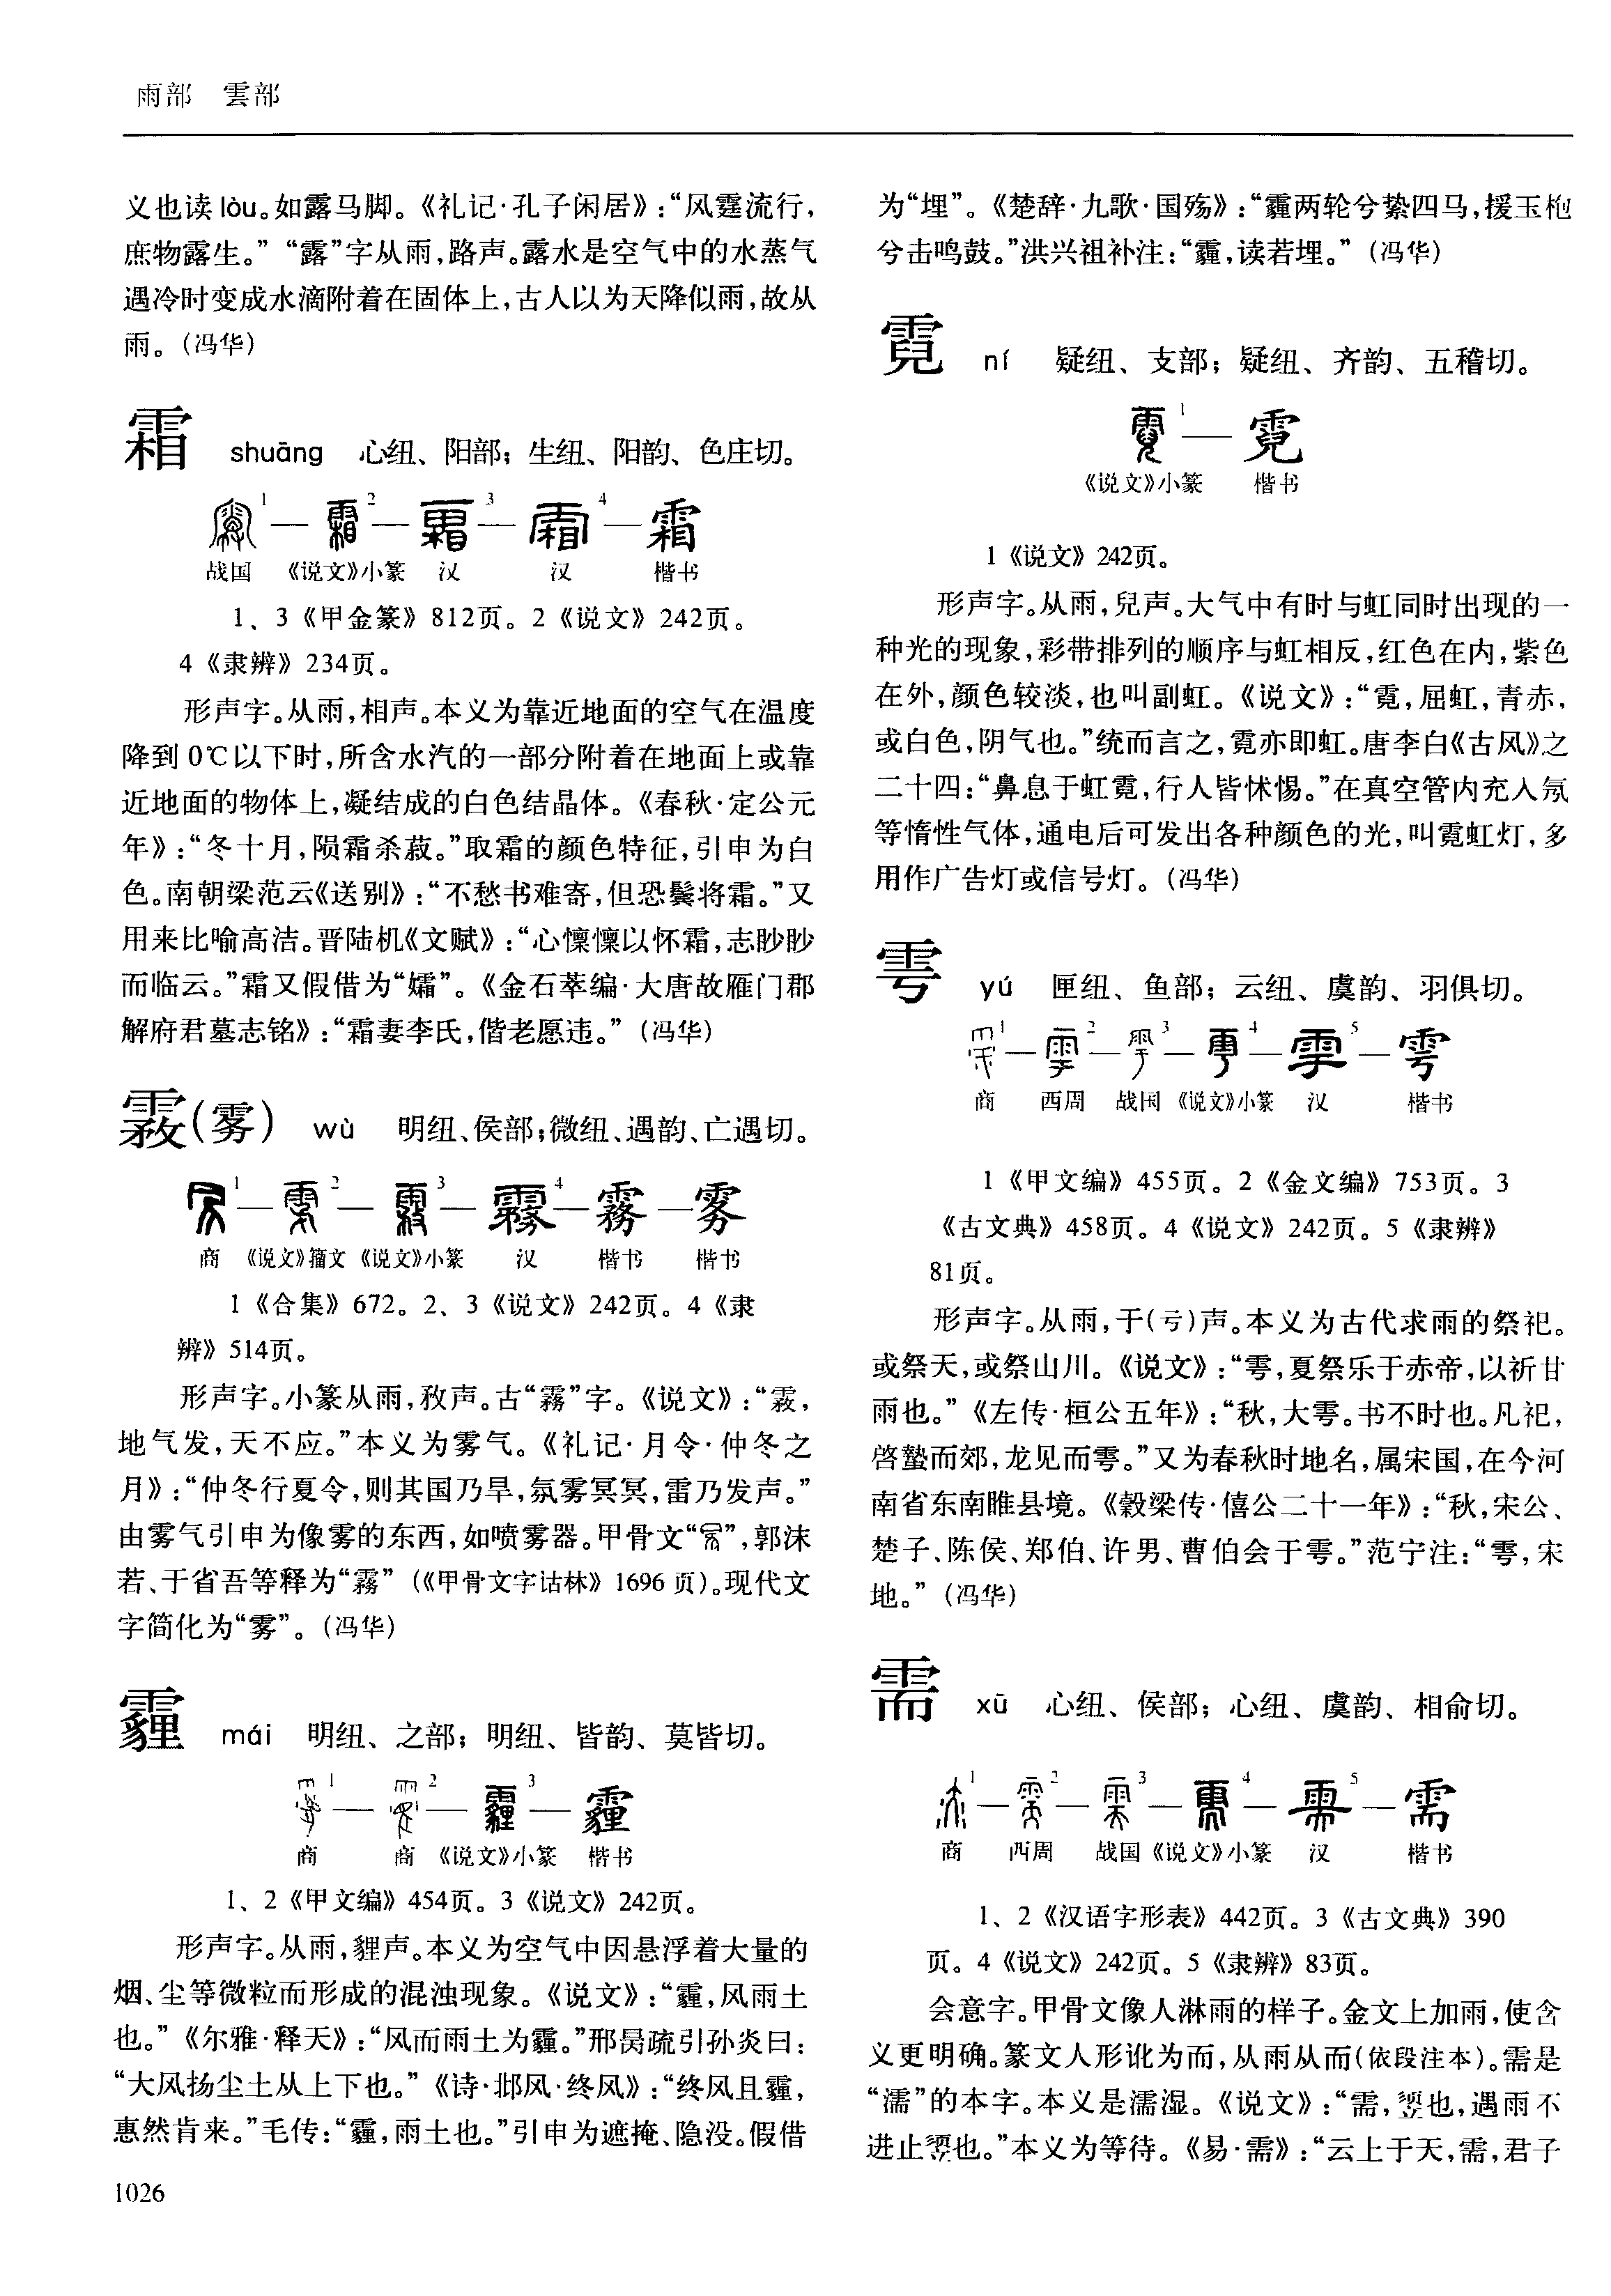 雨部　雲部
义也读 lòu。如露马脚。《礼记·孔子闲居》:“风霆流行,
庶物露生。”“露”字从雨,路声。露水是空气中的水蒸气
遇冷时变成水滴附着在固体上,古人以为天降似雨,故从
雨。(冯华)
霜 shuāng 心纽、阳部；生纽、阳韵、色庄切。
1 — 2 — 3 — 4 — 霜
战国 《说文》小篆 汉 汉 楷书
1、3《甲金篆》812页。2《说文》242页。
4《隶辨》234页。
形声字。从雨,相声。本义为靠近地面的空气在温度
降到 0℃以下时,所含水汽的一部分附着在地面上或靠
近地面的物体上,凝结成的白色结晶体。《春秋·定公元
年》:“冬十月,陨霜杀菽。”取霜的颜色特征,引申为白
色。南朝梁范云《送别》:“不愁书难寄,但恐鬓将霜。”又
用来比喻高洁。晋陆机《文赋》:“心懔懔以怀霜,志眇眇
而临云。”霜又假借为“孀”。《金石萃编·大唐故雁门郡
解府君墓志铭》:“霜妻李氏,偕老愿违。”(冯华)
霚(雾) wù 明纽、侯部;微纽、遇韵、亡遇切。
1 — 2 — 3 — 4 — 霧 — 雾
商 《说文》籀文 《说文》小篆 汉 楷书 楷书
1《合集》672。2、3《说文》242页。4《隶
辨》514页。
形声字。小篆从雨,敄声。古“霧”字。《说文》:“霚,
地气发,天不应。”本义为雾气。《礼记·月令·仲冬之
月》:“仲冬行夏令,则其国乃旱,氛雾冥冥,雷乃发声。”
由雾气引申为像雾的东西,如喷雾器。甲骨文“”,郭沫
若、于省吾等释为“霧”(《甲骨文字诂林》1696 页)。现代文
字简化为“雾”。(冯华)
霾 mái 明纽、之部；明纽、皆韵、莫皆切。
1 — 2 — 3 — 霾
商 商 《说文》小篆 楷书
1、2《甲文编》454页。3《说文》242页。
形声字。从雨,貍声。本义为空气中因悬浮着大量的
烟、尘等微粒而形成的混浊现象。《说文》:“霾,风雨土
也。”《尔雅·释天》:“风而雨土为霾。”邢昺疏引孙炎曰:
“大风扬尘土从上下也。”《诗·邶风·终风》:“终风且霾,
惠然肯来。”毛传:“霾,雨土也。”引申为遮掩、隐没。假借
1026
为“埋”。《楚辞·九歌·国殇》:“霾两轮兮絷四马,援玉枹
兮击鸣鼓。”洪兴祖补注:“霾,读若埋。”(冯华)
霓 ní 疑纽、支部；疑纽、齐韵、五稽切。
1 — 霓
《说文》小篆 楷书
1《说文》242页。
形声字。从雨,兒声。大气中有时与虹同时出现的一
种光的现象,彩带排列的顺序与虹相反,红色在内,紫色
在外,颜色较淡,也叫副虹。《说文》:“霓,屈虹,青赤,
或白色,阴气也。”统而言之,霓亦即虹。唐李白《古风》之
二十四:“鼻息于虹霓,行人皆怵惕。”在真空管内充入氖
等惰性气体,通电后可发出各种颜色的光,叫霓虹灯,多
用作广告灯或信号灯。(冯华)
雩 yú 匣纽、鱼部；云纽、虞韵、羽俱切。
1 — 2 — 3 — 4 — 5 — 雩
商 西周 战国 《说文》小篆 汉 楷书
1《甲文编》455页。2《金文编》753页。3
《古文典》458页。4《说文》242页。5《隶辨》
81页。
形声字。从雨,于(亏)声。本义为古代求雨的祭祀。
或祭天,或祭山川。《说文》:“雩,夏祭乐于赤帝,以祈甘
雨也。”《左传·桓公五年》:“秋,大雩。书不时也。凡祀,
启蛰而郊,龙见而雩。”又为春秋时地名,属宋国,在今河
南省东南睢县境。《穀梁传·僖公二十一年》:“秋,宋公、
楚子、陈侯、郑伯、许男、曹伯会于雩。”范宁注:“雩,宋
地。”(冯华)
需 xū 心纽、侯部；心纽、虞韵、相俞切。
1 — 2 — 3 — 4 — 5 — 需
商 西周 战国 《说文》小篆 汉 楷书
1、2《汉语字形表》442页。3《古文典》390
页。4《说文》242页。5《隶辨》83页。
会意字。甲骨文像人淋雨的样子。金文上加雨,使含
义更明确。篆文人形讹为而,从雨从而(依段注本)。需是
“濡”的本字。本义是濡湿。《说文》:“需,䇓也,遇雨不
进止䇓也。”本义为等待。《易·需》:“云上于天,需,君子